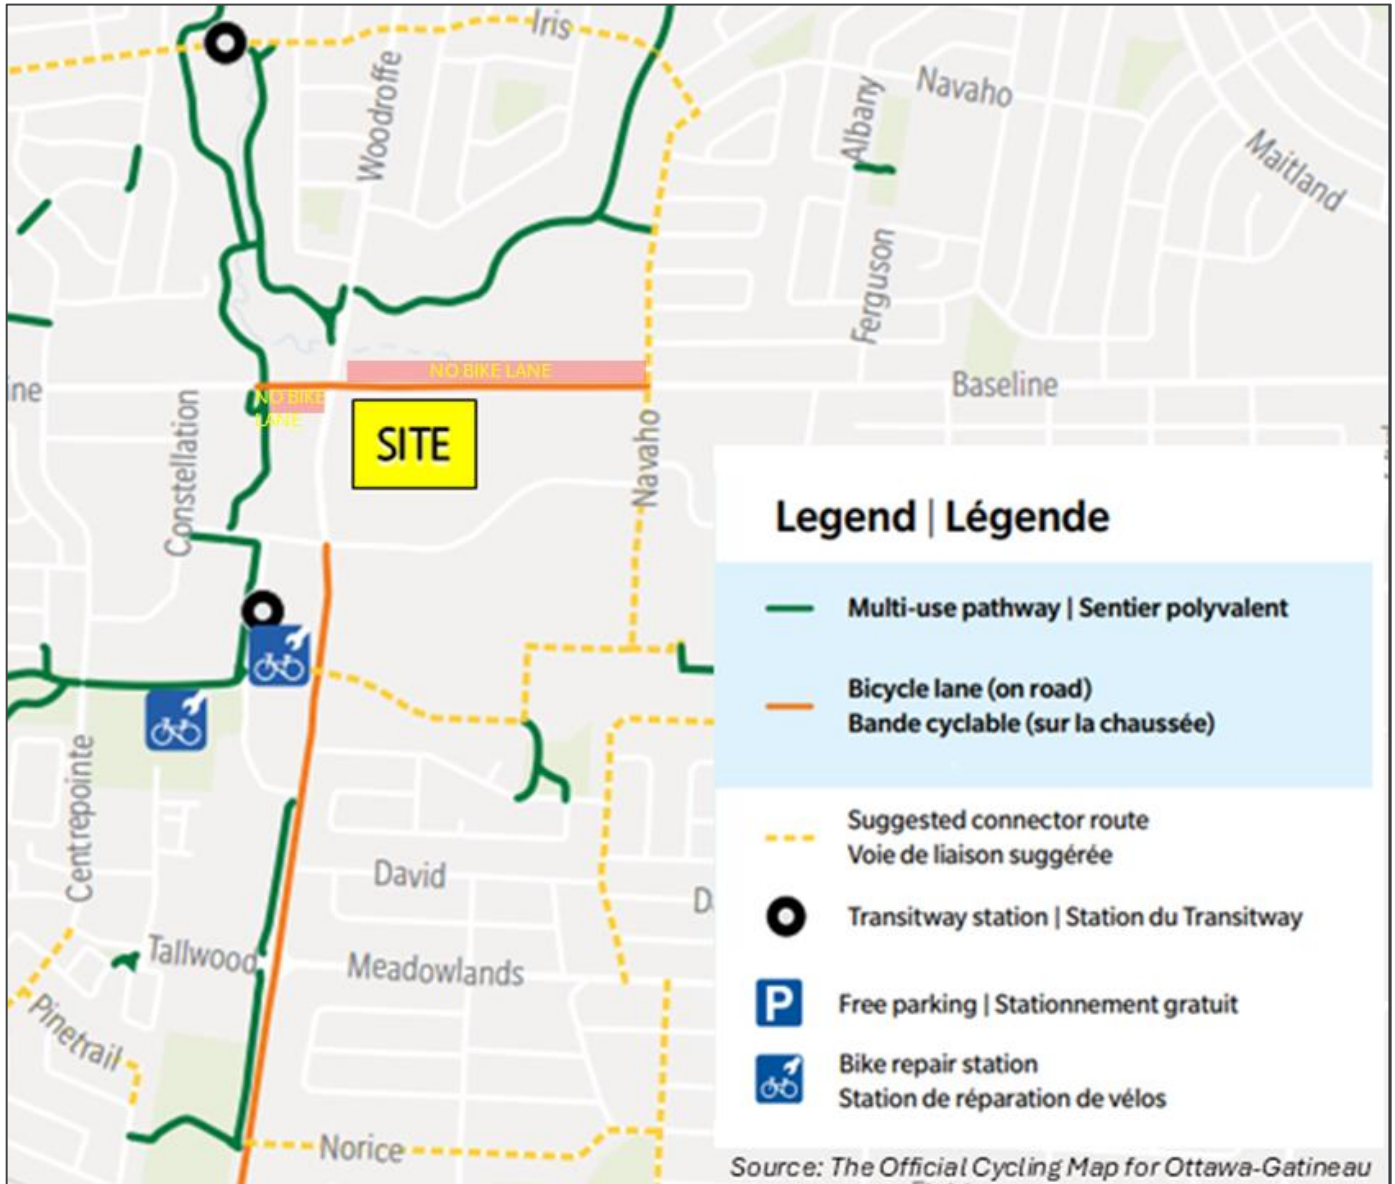 Iris
Woodroffe
Navaho
Albany
Maitland
Ferguson
ine
NO BIKE LANE
Baseline
NO BIKE
LANE
Constellation
SITE
Navaho
Legend | Légende
Multi-use pathway | Sentier polyvalent
Bicycle lane (on road)
Bande cyclable (sur la chaussée)
Suggested connector route
Voie de liaison suggérée
Centrepointe
David
D
Transitway station | Station du Transitway
Tallwood
Meadowlands
P
Free parking | Stationnement gratuit
Pinetrail
Bike repair station
Station de réparation de vélos
Norice
Source: The Official Cycling Map for Ottawa-Gatineau